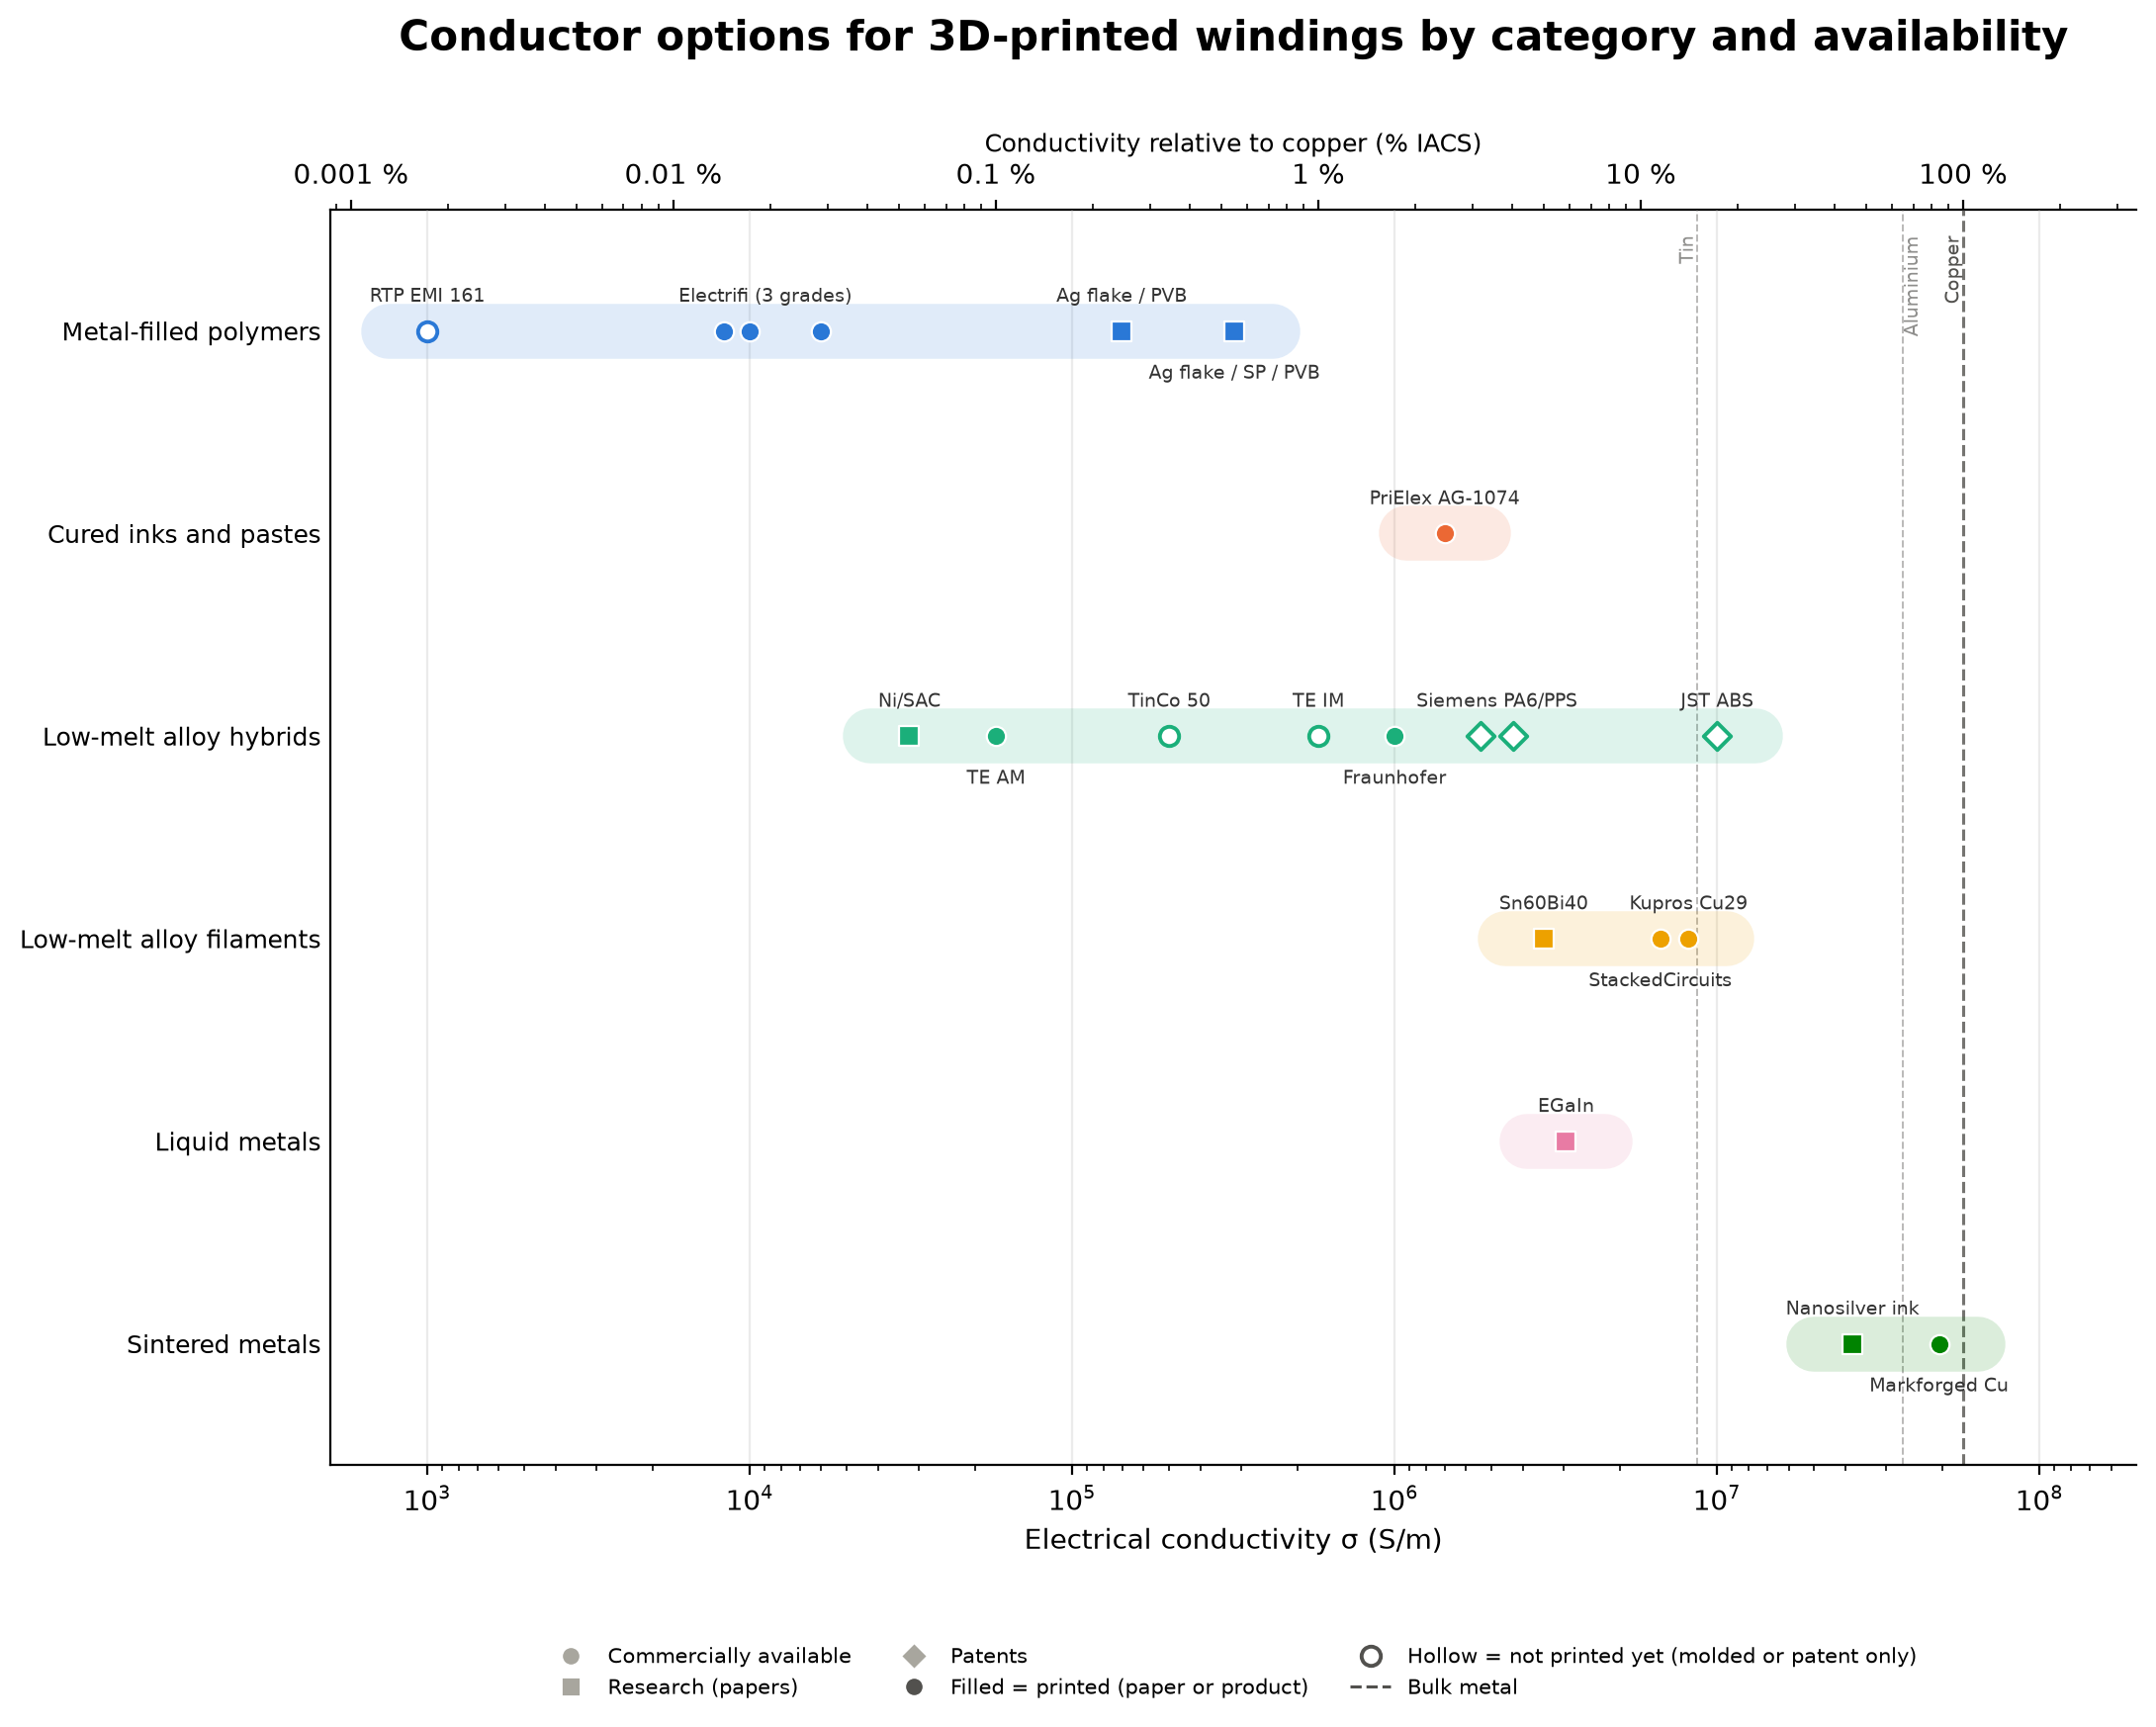 Conductor options for 3D-printed windings by category and availability
Conductivity relative to copper (% IACS)
0.001 % 0.01 % 0.1 % 1 % 10 % 100 %
Tin
Aluminium
Copper
RTP EMI 161 Electrifi (3 grades) Ag flake / PVB
Metal-filled polymers
Ag flake / SP / PVB
PriElex AG-1074
Cured inks and pastes
Ni/SAC TinCo 50 TE IM Siemens PA6/PPS JST ABS
Low-melt alloy hybrids
TE AM Fraunhofer
Sn60Bi40 Kupros Cu29
Low-melt alloy filaments
StackedCircuits
EGaIn
Liquid metals
Nanosilver ink
Sintered metals
Markforged Cu
10³ 10⁴ 10⁵ 10⁶ 10⁷ 10⁸
Electrical conductivity σ (S/m)
Commercially available Patents Hollow = not printed yet (molded or patent only)
Research (papers) Filled = printed (paper or product) Bulk metal